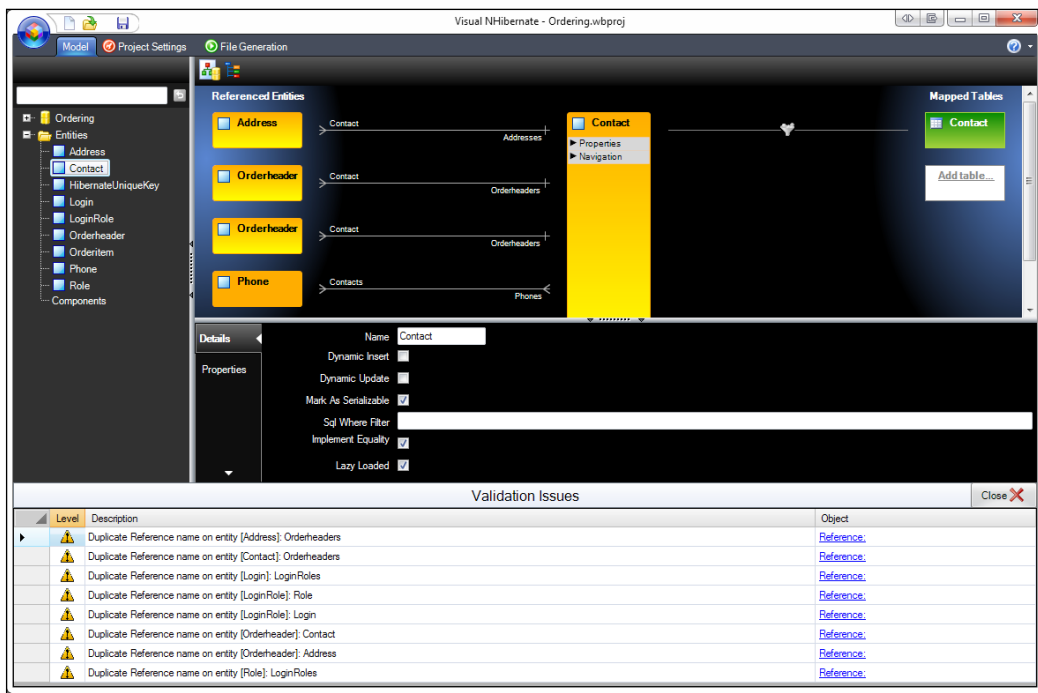 Visual NHibernate - Ordering.wbproj
Model
Project Settings
File Generation
Ordering
Entities
Address
Contact
HibernateUniqueKey
Login
LoginRole
Orderheader
Orderitem
Phone
Role
Components
Referenced Entities
Mapped Tables
Address
Contact
Addresses
Orderheader
Contact
Orderheaders
Orderheader
Contact
Orderheaders
Phone
Contacts
Phones
Contact
Properties
Navigation
Contact
Add table...
Details
Properties
Name Contact
Dynamic Insert
Dynamic Update
Mark As Serializable
Sql Where Filter
Implement Equality
Lazy Loaded
Validation Issues
Close
Level Description Object
Duplicate Reference name on entity [Address]: Orderheaders Reference:
Duplicate Reference name on entity [Contact]: Orderheaders Reference:
Duplicate Reference name on entity [Login]: LoginRoles Reference:
Duplicate Reference name on entity [LoginRole]: Role Reference:
Duplicate Reference name on entity [LoginRole]: Login Reference:
Duplicate Reference name on entity [Orderheader]: Contact Reference:
Duplicate Reference name on entity [Orderheader]: Address Reference:
Duplicate Reference name on entity [Role]: LoginRoles Reference: